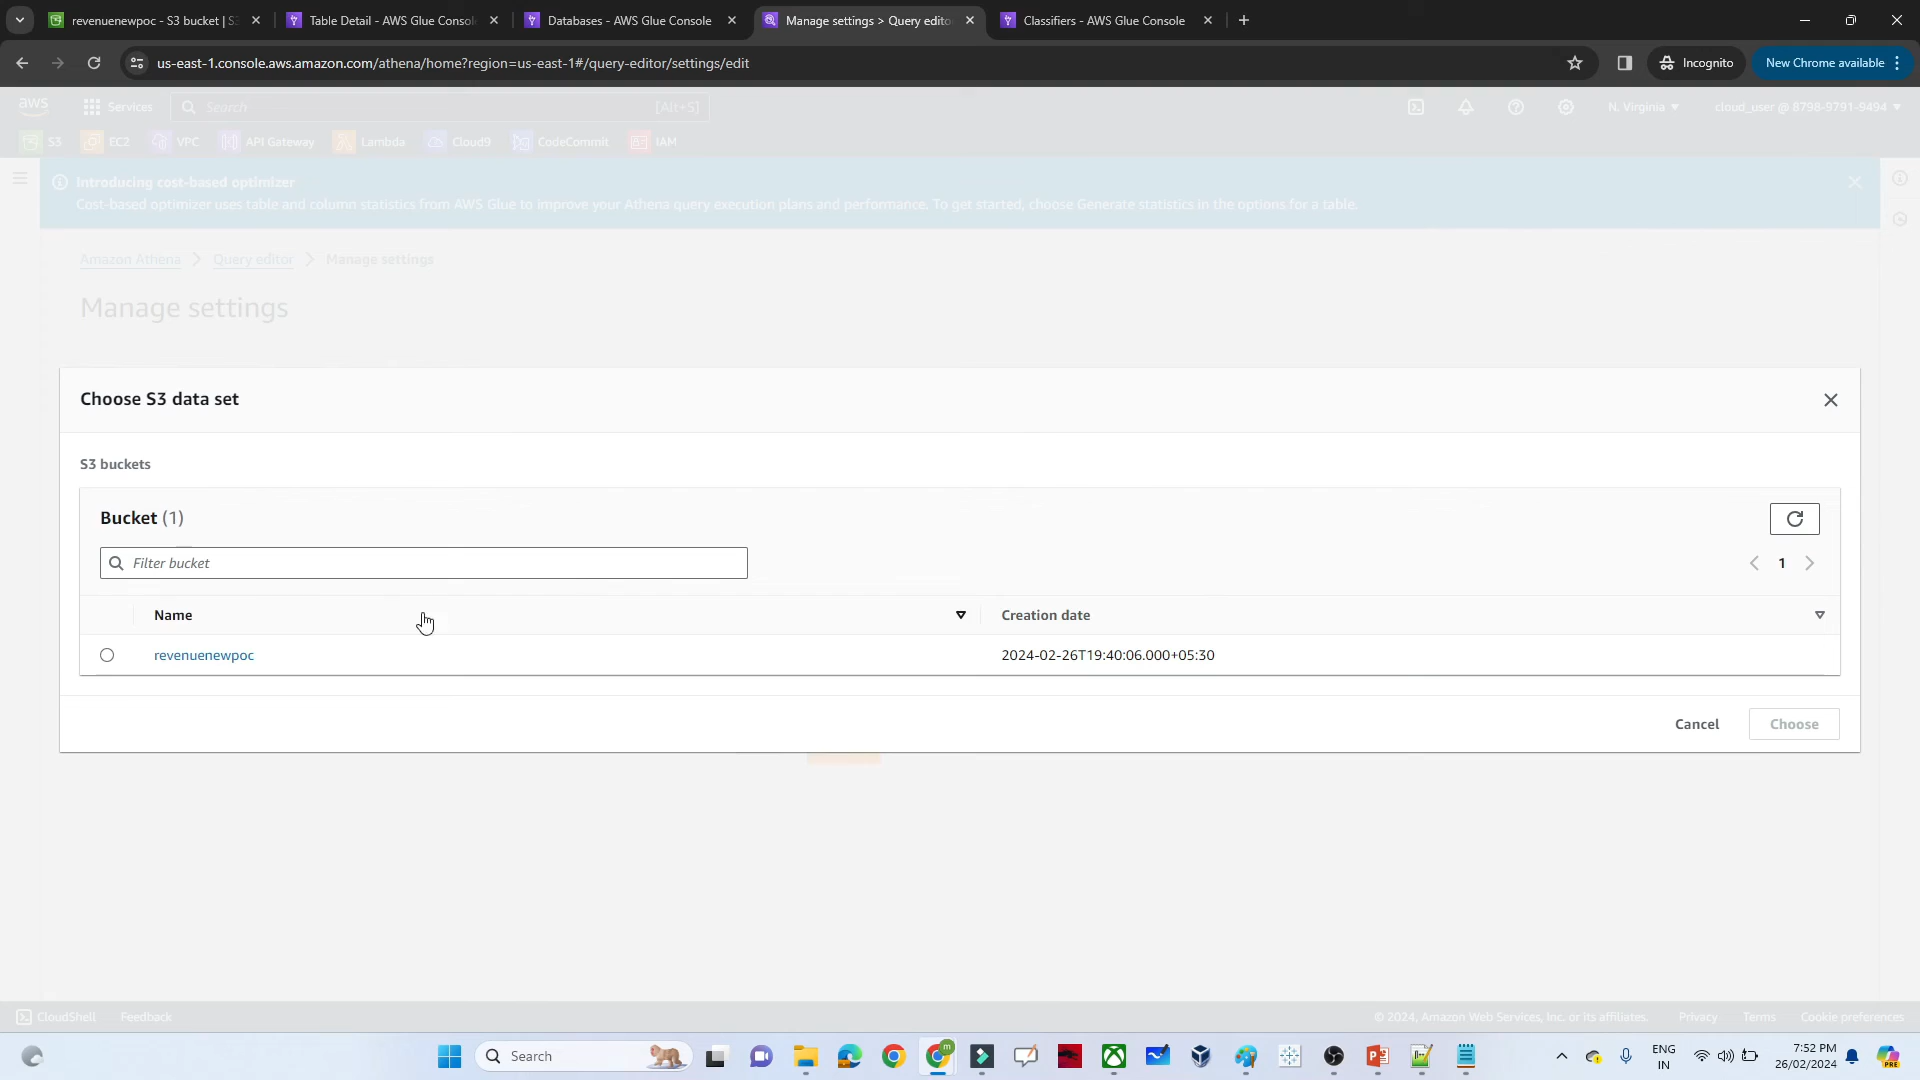 revenuenewpoc - S3 bucket | S3
Table Detail - AWS Glue Console
Databases - AWS Glue Console
Manage settings > Query editor
Classifiers - AWS Glue Console
us-east-1.console.aws.amazon.com/athena/home?region=us-east-1#/query-editor/settings/edit
Incognito
New Chrome available
aws
Services
Search
[Alt+S]
N. Virginia
cloud_user @ 8798-9791-9494
S3
EC2
VPC
API Gateway
Lambda
Cloud9
CodeCommit
IAM
Introducing cost-based optimizer
Cost-based optimizer uses table and column statistics from AWS Glue to improve your Athena query execution plans and performance. To get started, choose Generate statistics in the options for a table.
Amazon Athena
Query editor
Manage settings
Manage settings
Choose S3 data set
S3 buckets
Bucket (1)
Filter bucket
1
Name
Creation date
revenuenewpoc
2024-02-26T19:40:06.000+05:30
Cancel
Choose
CloudShell
Feedback
© 2024, Amazon Web Services, Inc. or its affiliates.
Privacy
Terms
Cookie preferences
Search
ENG
IN
7:52 PM
26/02/2024